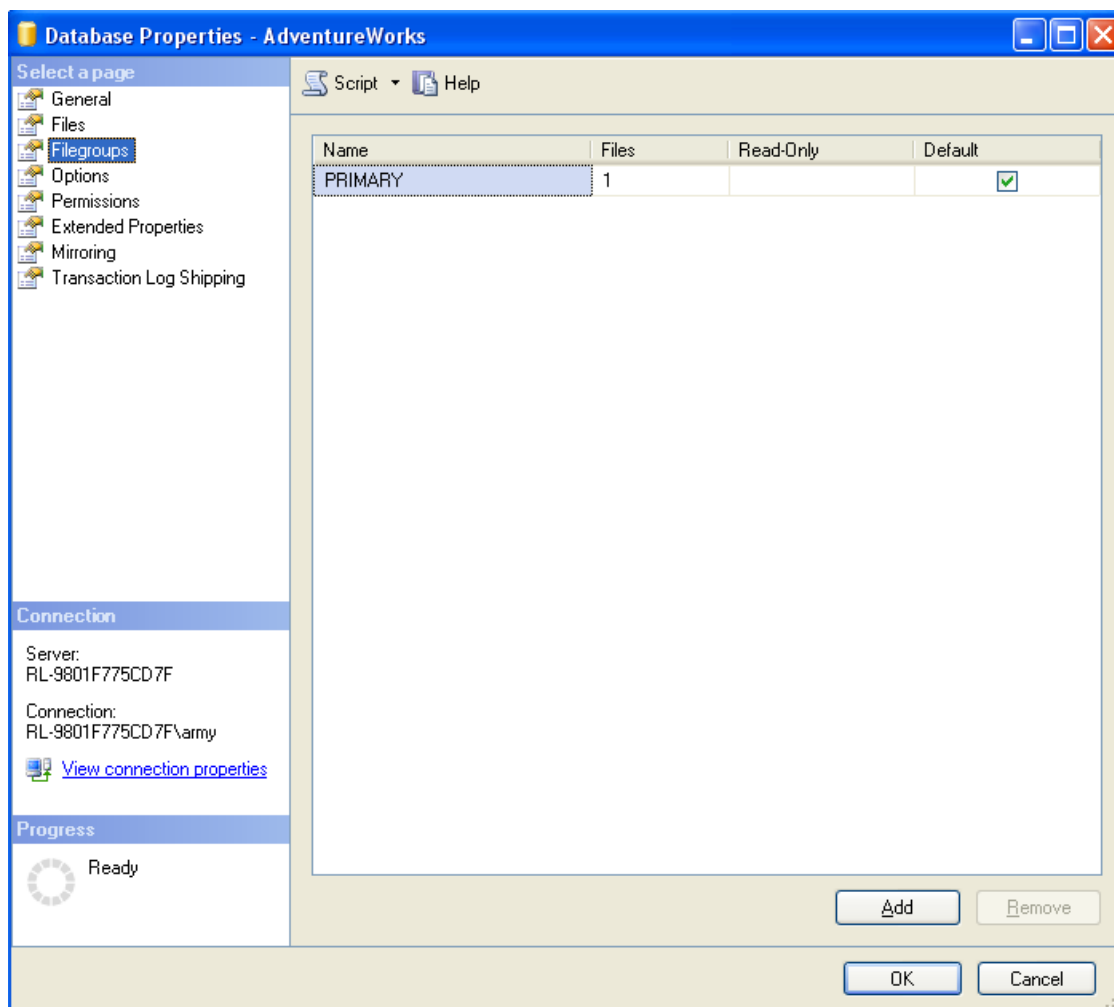 Database Properties - AdventureWorks
Select a page
General
Files
Filegroups
Options
Permissions
Extended Properties
Mirroring
Transaction Log Shipping
Script Help
Name Files Read-Only Default
PRIMARY 1
Connection
Server:
RL-9801F775CD7F
Connection:
RL-9801F775CD7F\army
View connection properties
Progress
Ready
Add Remove
OK Cancel